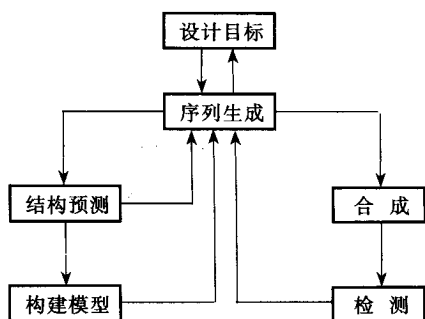 设计目标
序列生成
结构预测
合 成
构建模型
检 测